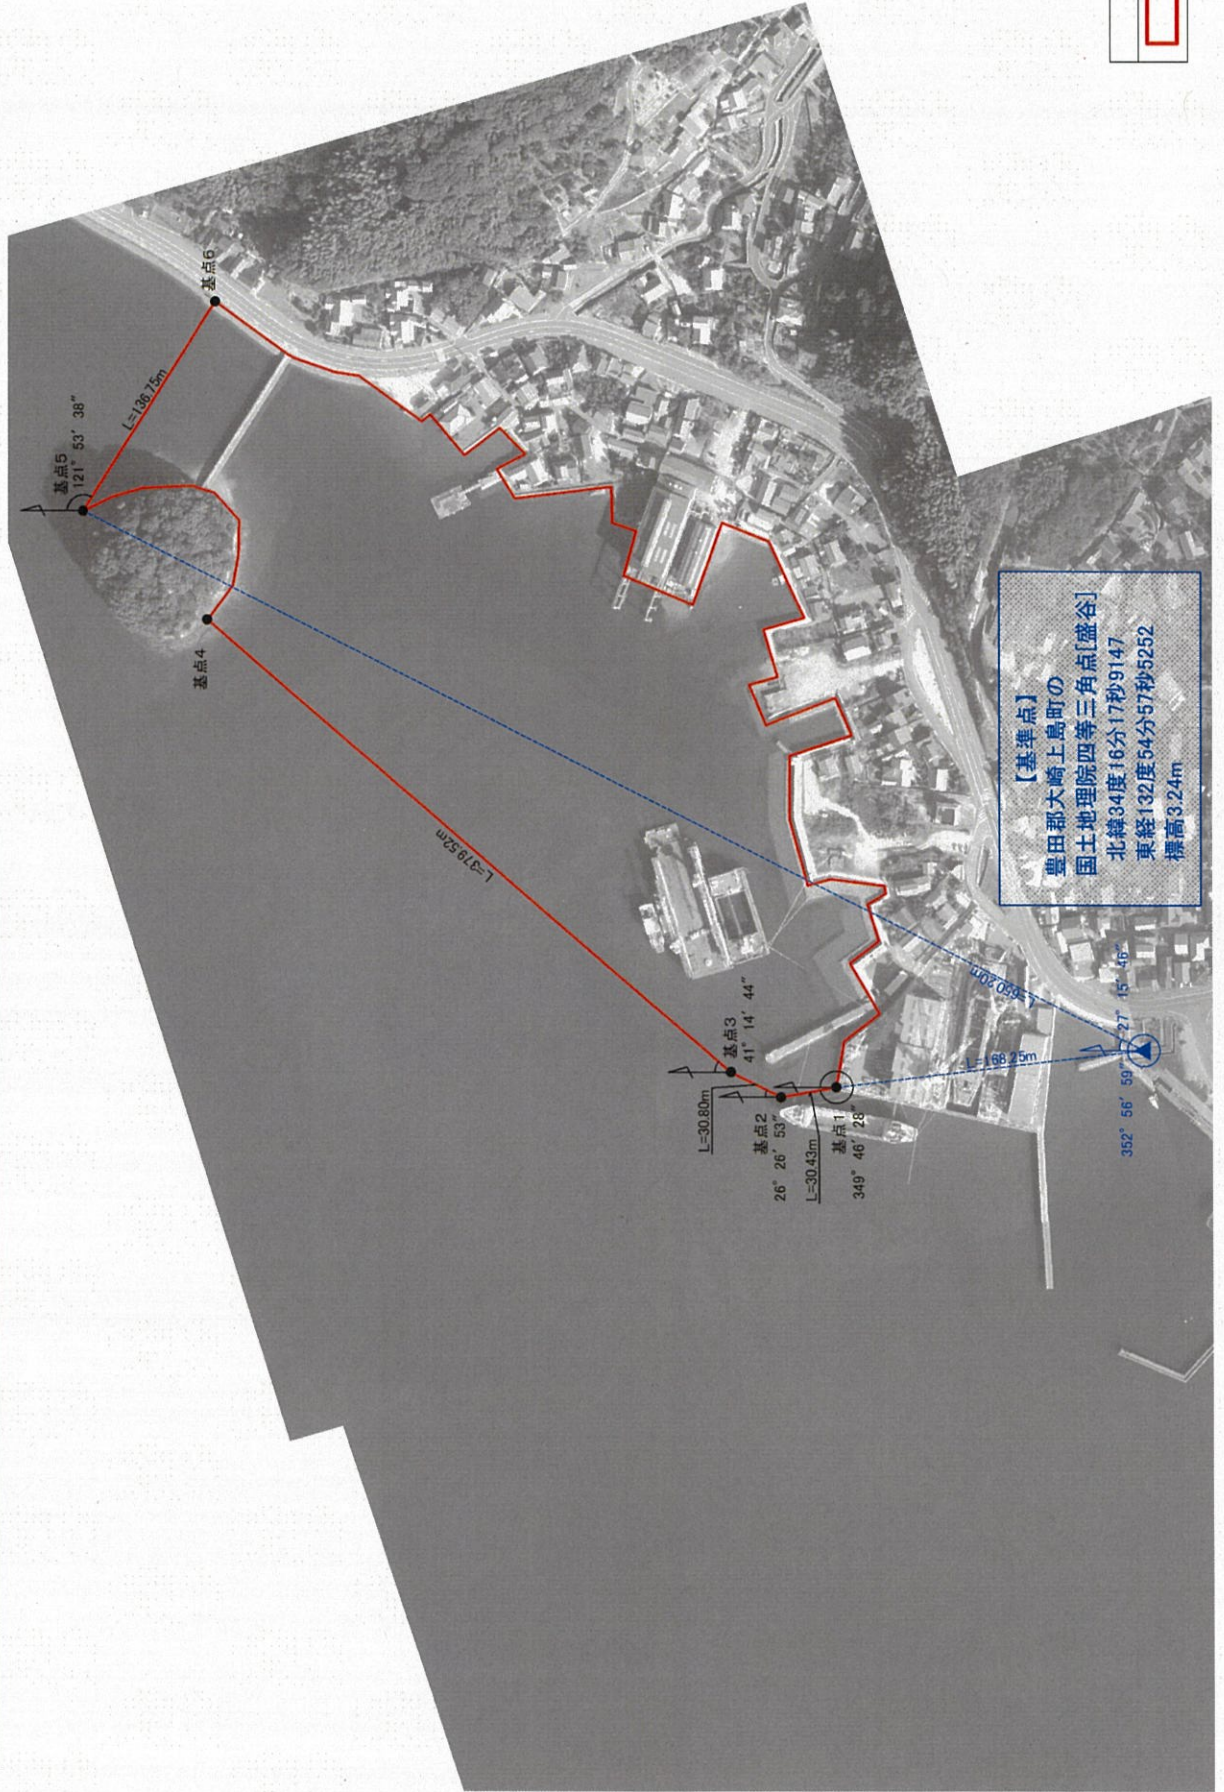 基点6
L=136.75m
基点5
121° 53′ 38″
基点4
L=379.52m
基点3
41° 14′ 44″
L=30.80m
基点2
26° 26′ 53″
L=30.43m
基点1
349° 46′ 28″
L=650.20m
L=168.25m
27° 15′ 46″
352° 56′ 59″
【基準点】
豊田郡大崎上島町の
国土地理院四等三角点[盛谷]
北緯34度16分17秒9147
東経132度54分57秒5252
標高3.24m